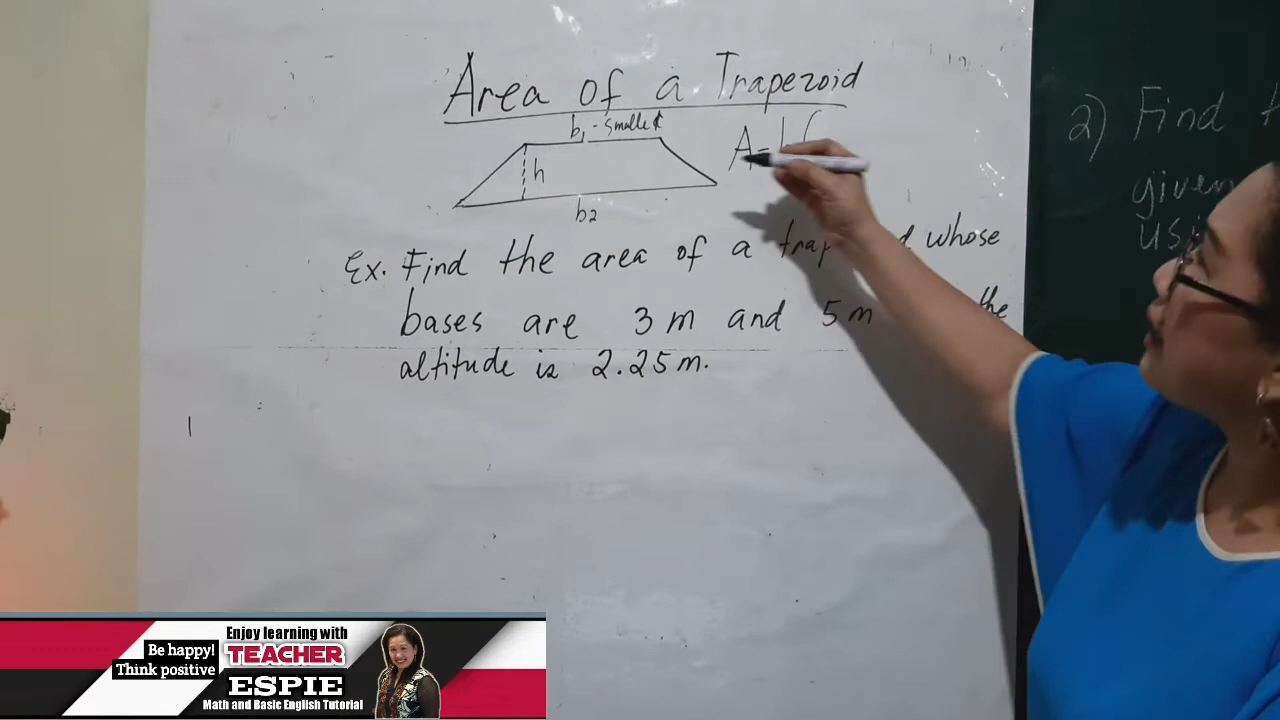 Area of a Trapezoid
b₁ - smallest
h
b₂
A =
Ex. Find the area of a whose
bases are 3 m and 5 m the
altitude is 2.25 m.
2) Find
given
Enjoy learning with
TEACHER
ESPIE
Math and Basic English Tutorial
Be happy!
Think positive